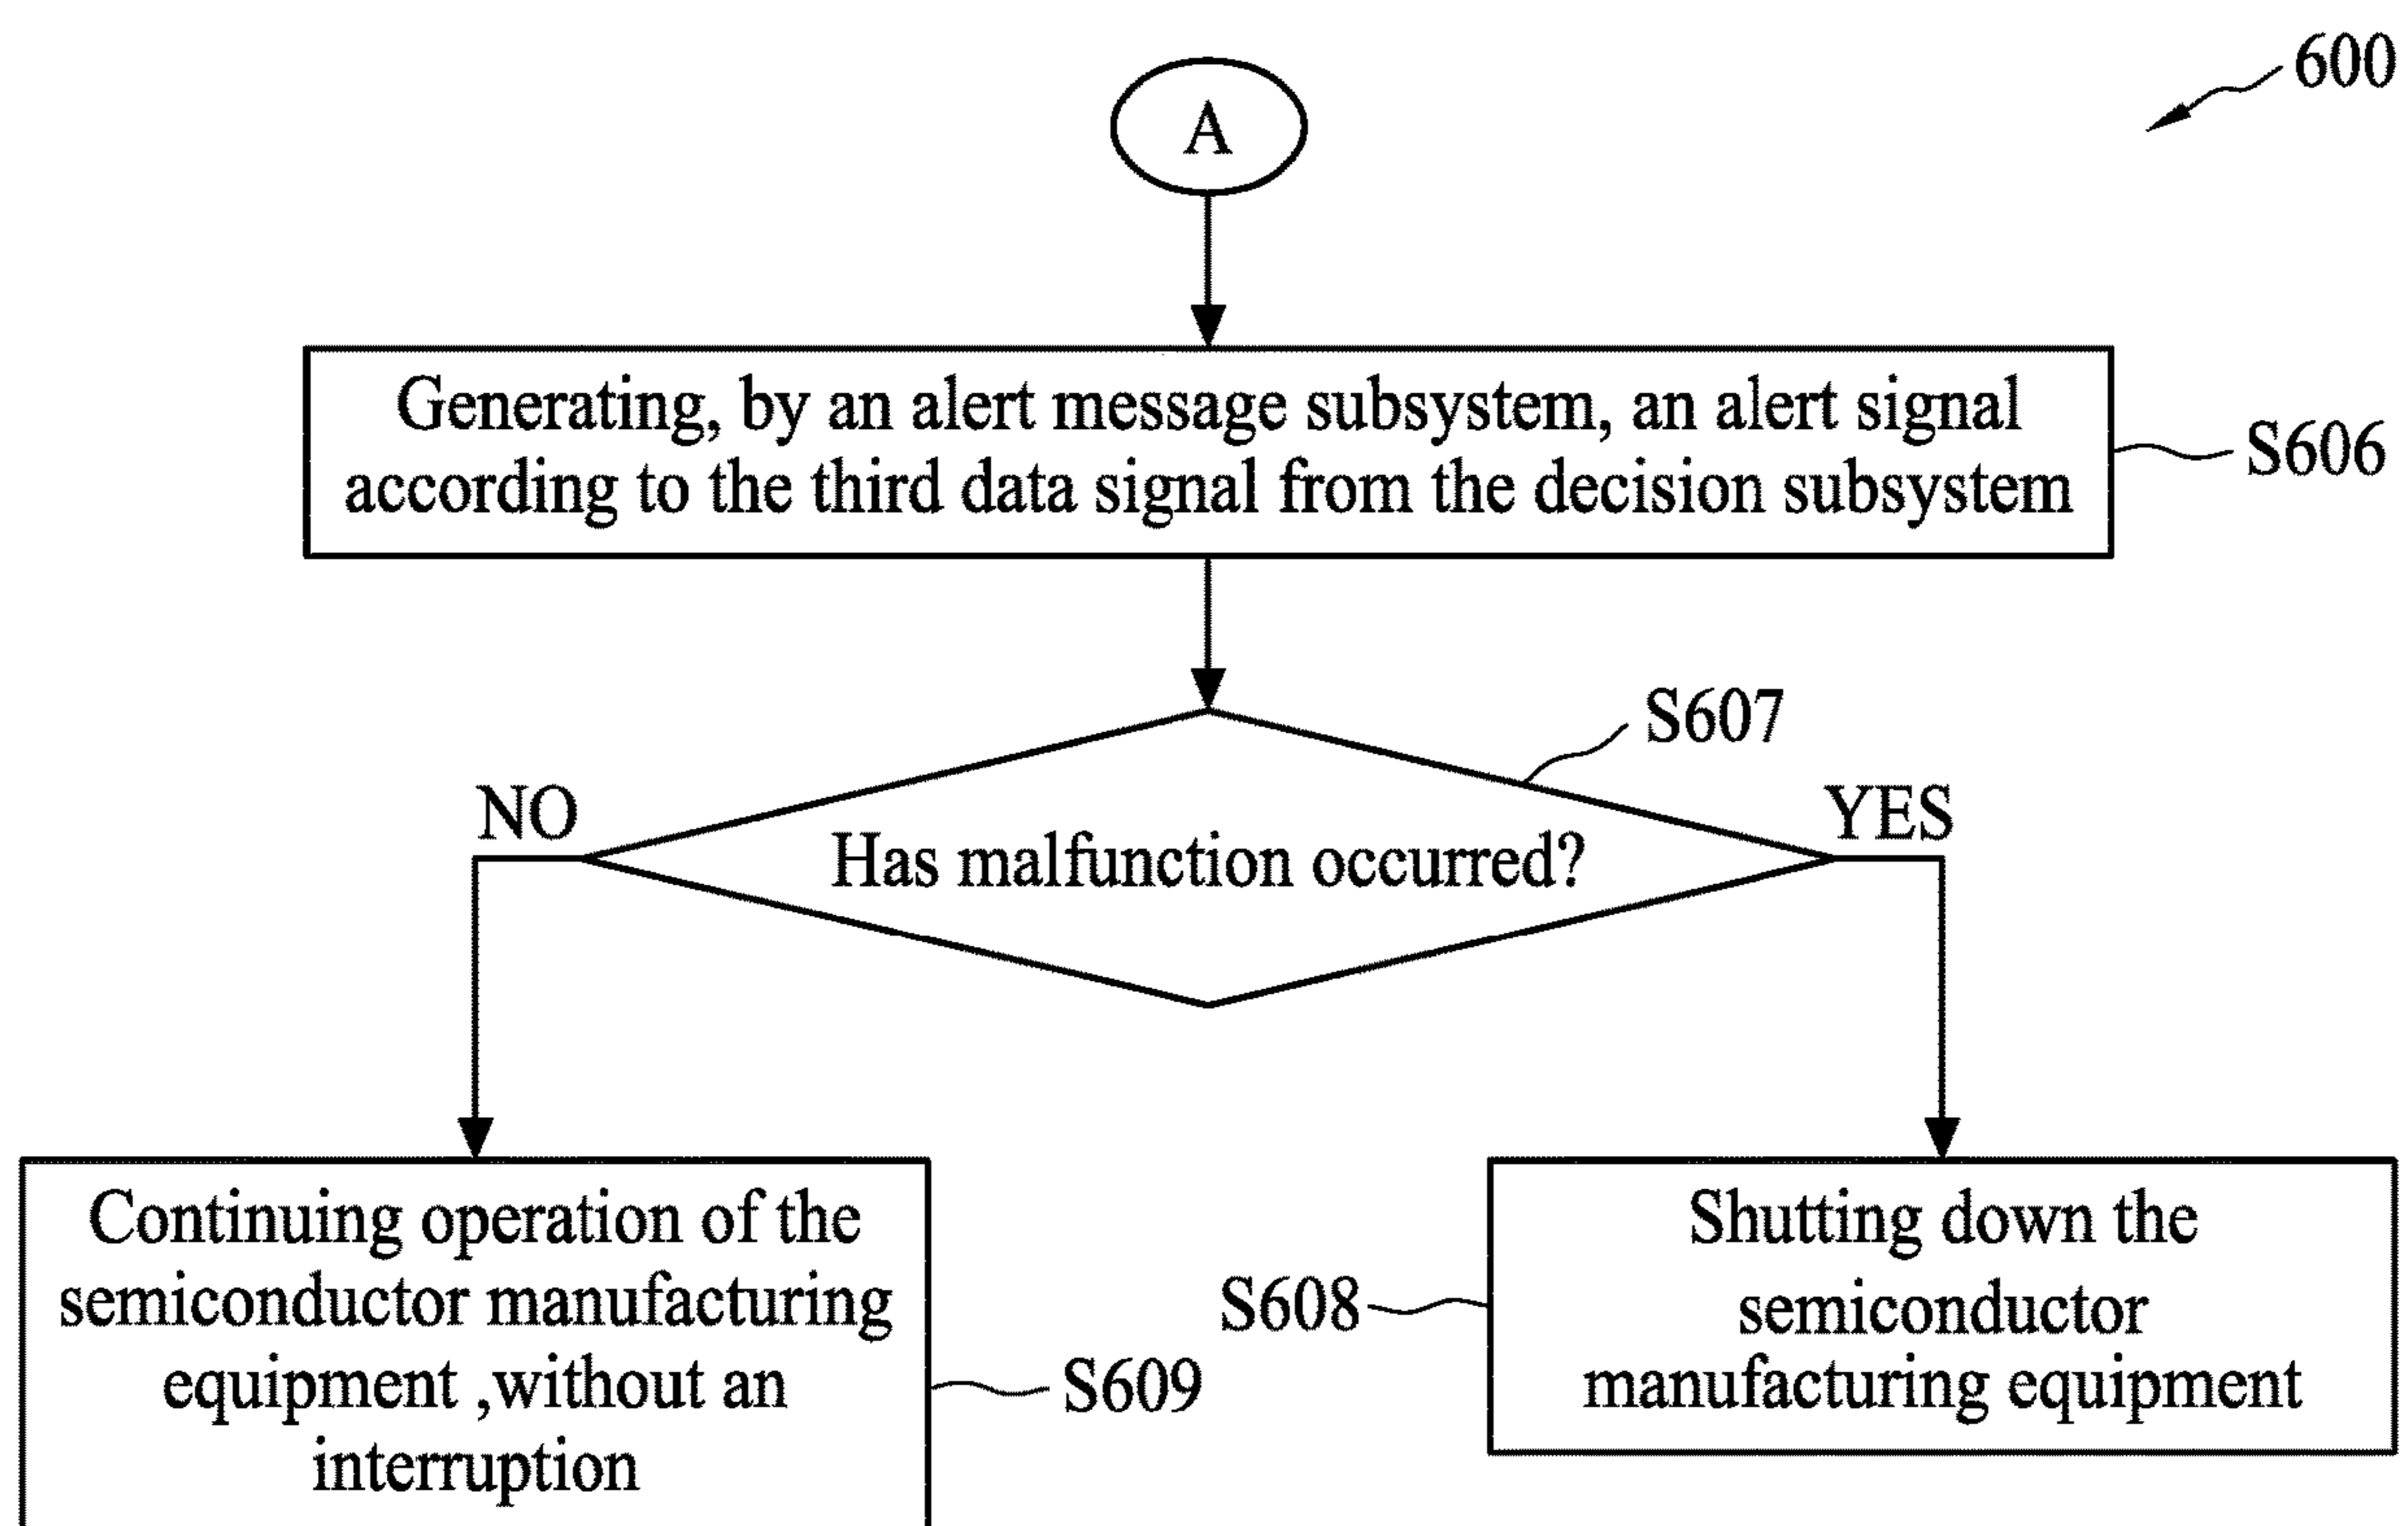 600
A
Generating, by an alert message subsystem, an alert signal
according to the third data signal from the decision subsystem
S606
S607
NO
YES
Has malfunction occurred?
Continuing operation of the
semiconductor manufacturing
equipment ,without an
interruption
S609
S608
Shutting down the
semiconductor
manufacturing equipment